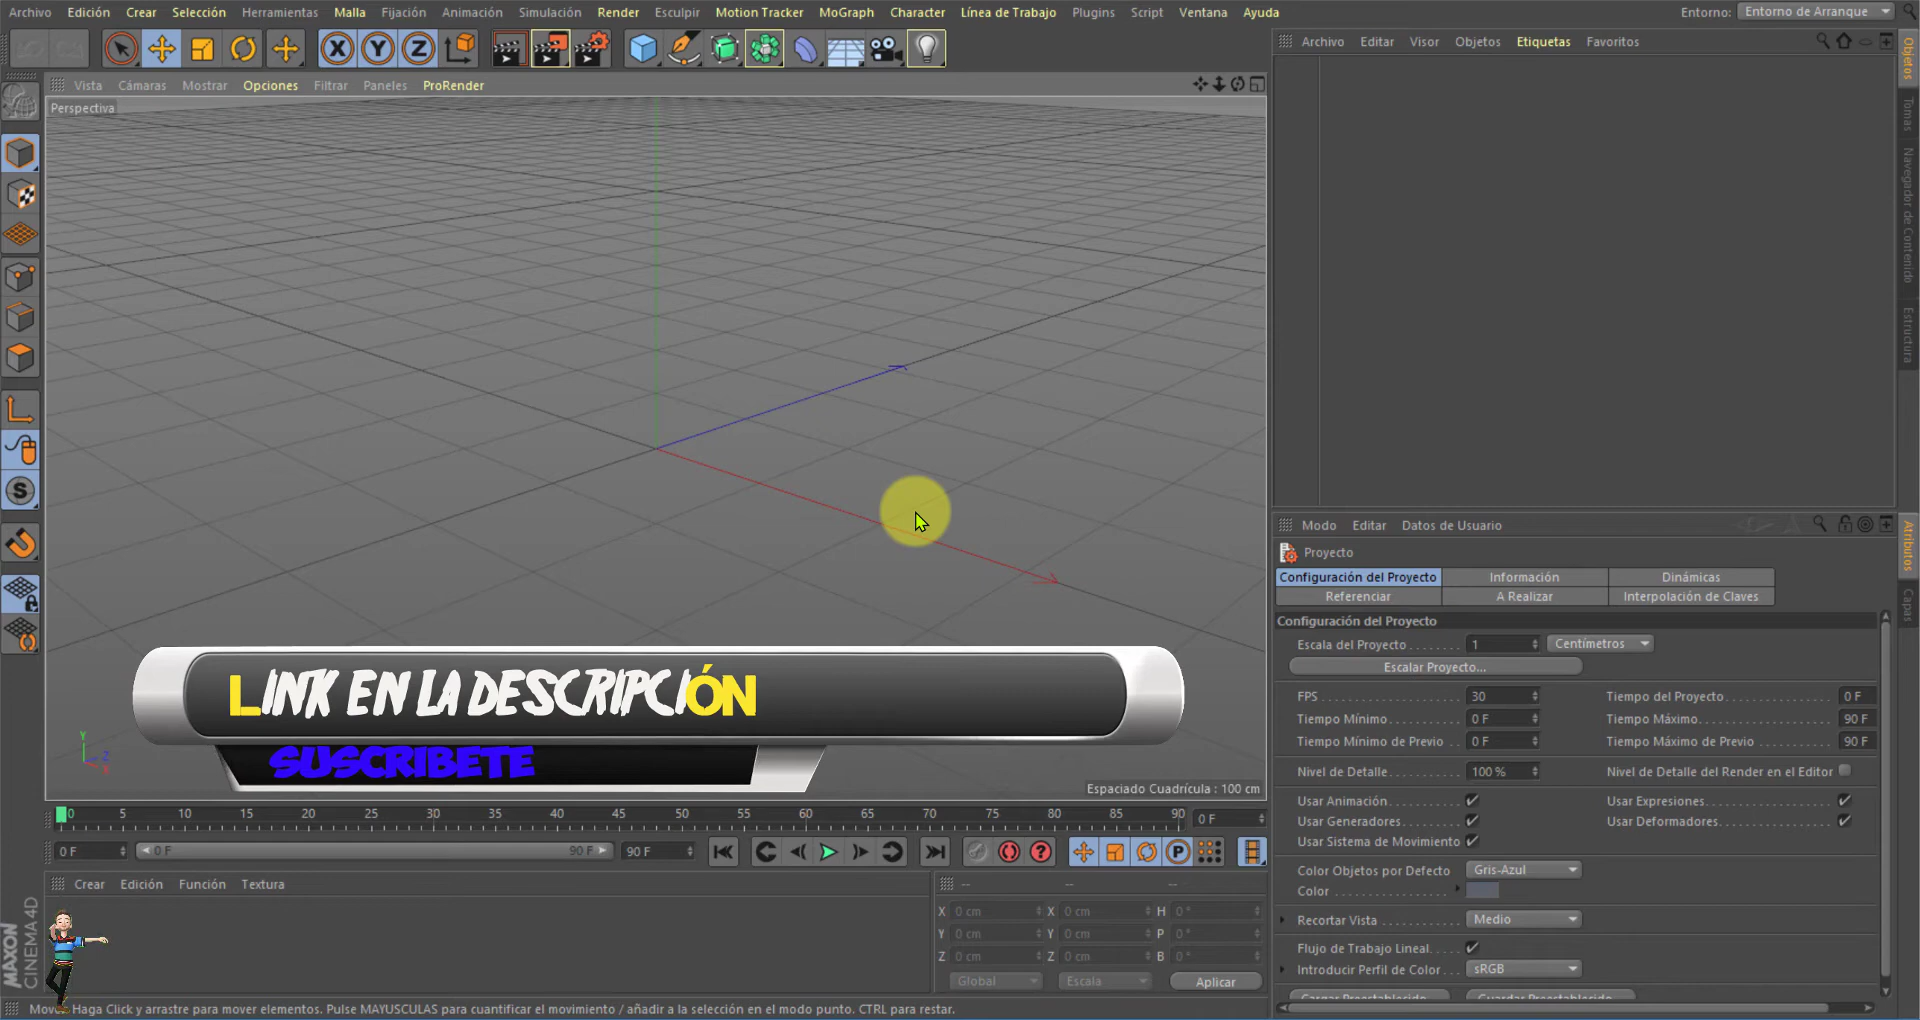 Archivo Edición Crear Selección Herramientas Malla Fijación Animación Simulación Render Esculpir Motion Tracker MoGraph Character Línea de Trabajo Plugins Script Ventana Ayuda Entorno: Entorno de Arranque
X Y Z
Archivo Editar Visor Objetos Etiquetas Favoritos
Vista Cámaras Mostrar Opciones Filtrar Paneles ProRender
Perspectiva
Objetos
Tomas
Navegador de Contenido
Estructura
S
Modo Editar Datos de Usuario
Atributos
Capas
Proyecto
Configuración del Proyecto Información Dinámicas
Referenciar A Realizar Interpolación de Claves
Configuración del Proyecto
Escala del Proyecto 1 Centímetros
Escalar Proyecto...
FPS 30 Tiempo del Proyecto 0 F
Tiempo Mínimo 0 F Tiempo Máximo 90 F
Tiempo Mínimo de Previo 0 F Tiempo Máximo de Previo 90 F
Nivel de Detalle 100 % Nivel de Detalle del Render en el Editor
Usar Animación Usar Expresiones
Usar Generadores Usar Deformadores
Usar Sistema de Movimiento
Color Objetos por Defecto Gris-Azul
Color
Recortar Vista Medio
Flujo de Trabajo Lineal
Introducir Perfil de Color sRGB
Cargar Preestablecido... Guardar Preestablecido...
LINK EN LA DESCRIPCIÓN
SUSCRIBETE
Y Z X
Espaciado Cuadrícula : 100 cm
0 5 10 15 20 25 30 35 40 45 50 55 60 65 70 75 80 85 90 0 F
0 F 0 F 90 F 90 F ? P
Crear Edición Función Textura -- -- --
X 0 cm X 0 cm H 0 °
Y 0 cm Y 0 cm P 0 °
Z 0 cm Z 0 cm B 0 °
Global Escala Aplicar
MAXON
CINEMA 4D
Haga Click y arrastre para mover elementos. Pulse MAYUSCULAS para cuantificar el movimiento / añadir a la selección en el modo punto. CTRL para restar.